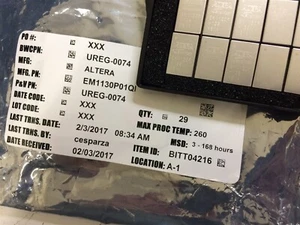 PO #: XXX
BWCPN: UREG-0074
MFG: ALTERA
MFG. PN: EM1130P01QI
PaV PN: UREG-0074
DATE CODE: XXX
LOT CODE: XXX
QTY: 29
MAX PROC TEMP: 260
LAST TRNS. DATE: 2/3/2017 08:34 AM
MSD: 3 - 168 hours
LAST TRNS. BY: cesparza
ITEM ID: BITT04216
DATE RECEIVED: 02/03/2017
LOCATION: A-1